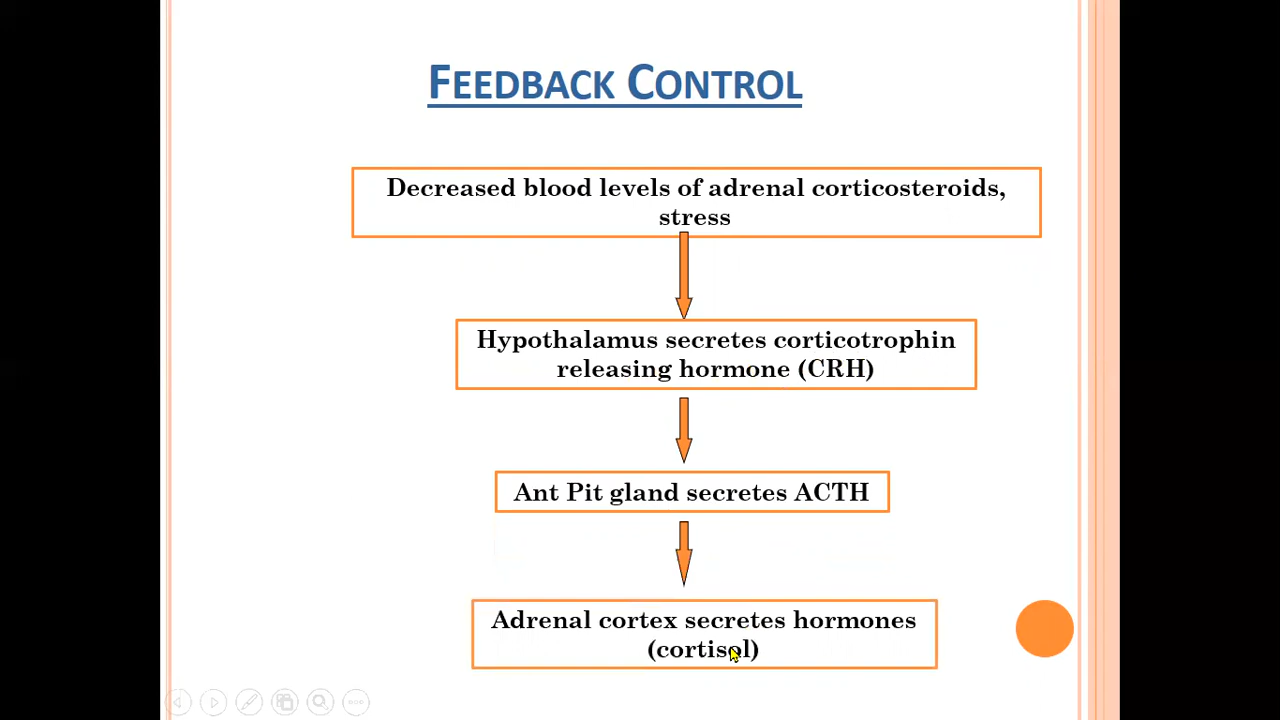 FEEDBACK CONTROL
Decreased blood levels of adrenal corticosteroids,
stress
Hypothalamus secretes corticotrophin
releasing hormone (CRH)
Ant Pit gland secretes ACTH
Adrenal cortex secretes hormones
(cortisol)